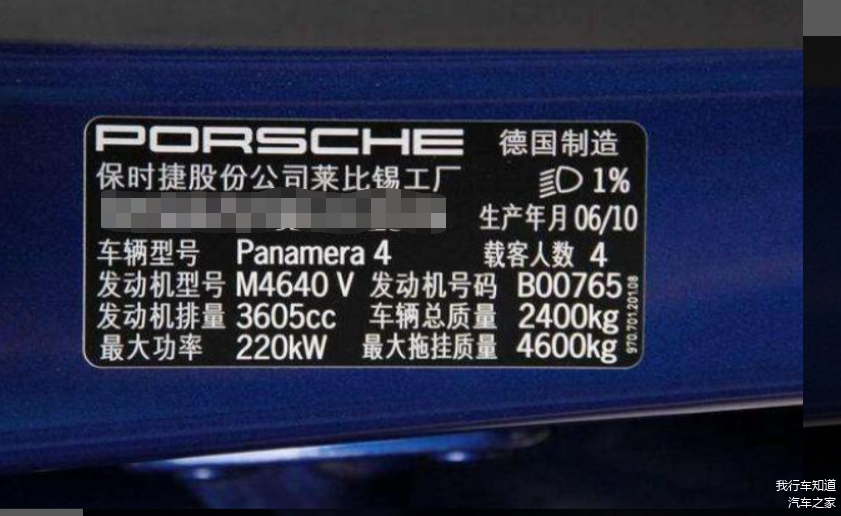 PORSCHE 德国制造
保时捷股份公司莱比锡工厂 1%
生产年月 06/10
车辆型号 Panamera 4 载客人数 4
发动机型号 M4640 V 发动机号码 B00765
发动机排量 3605cc 车辆总质量 2400kg
最大功率 220kW 最大拖挂质量 4600kg
970.701.201.08
我行车知道
汽车之家